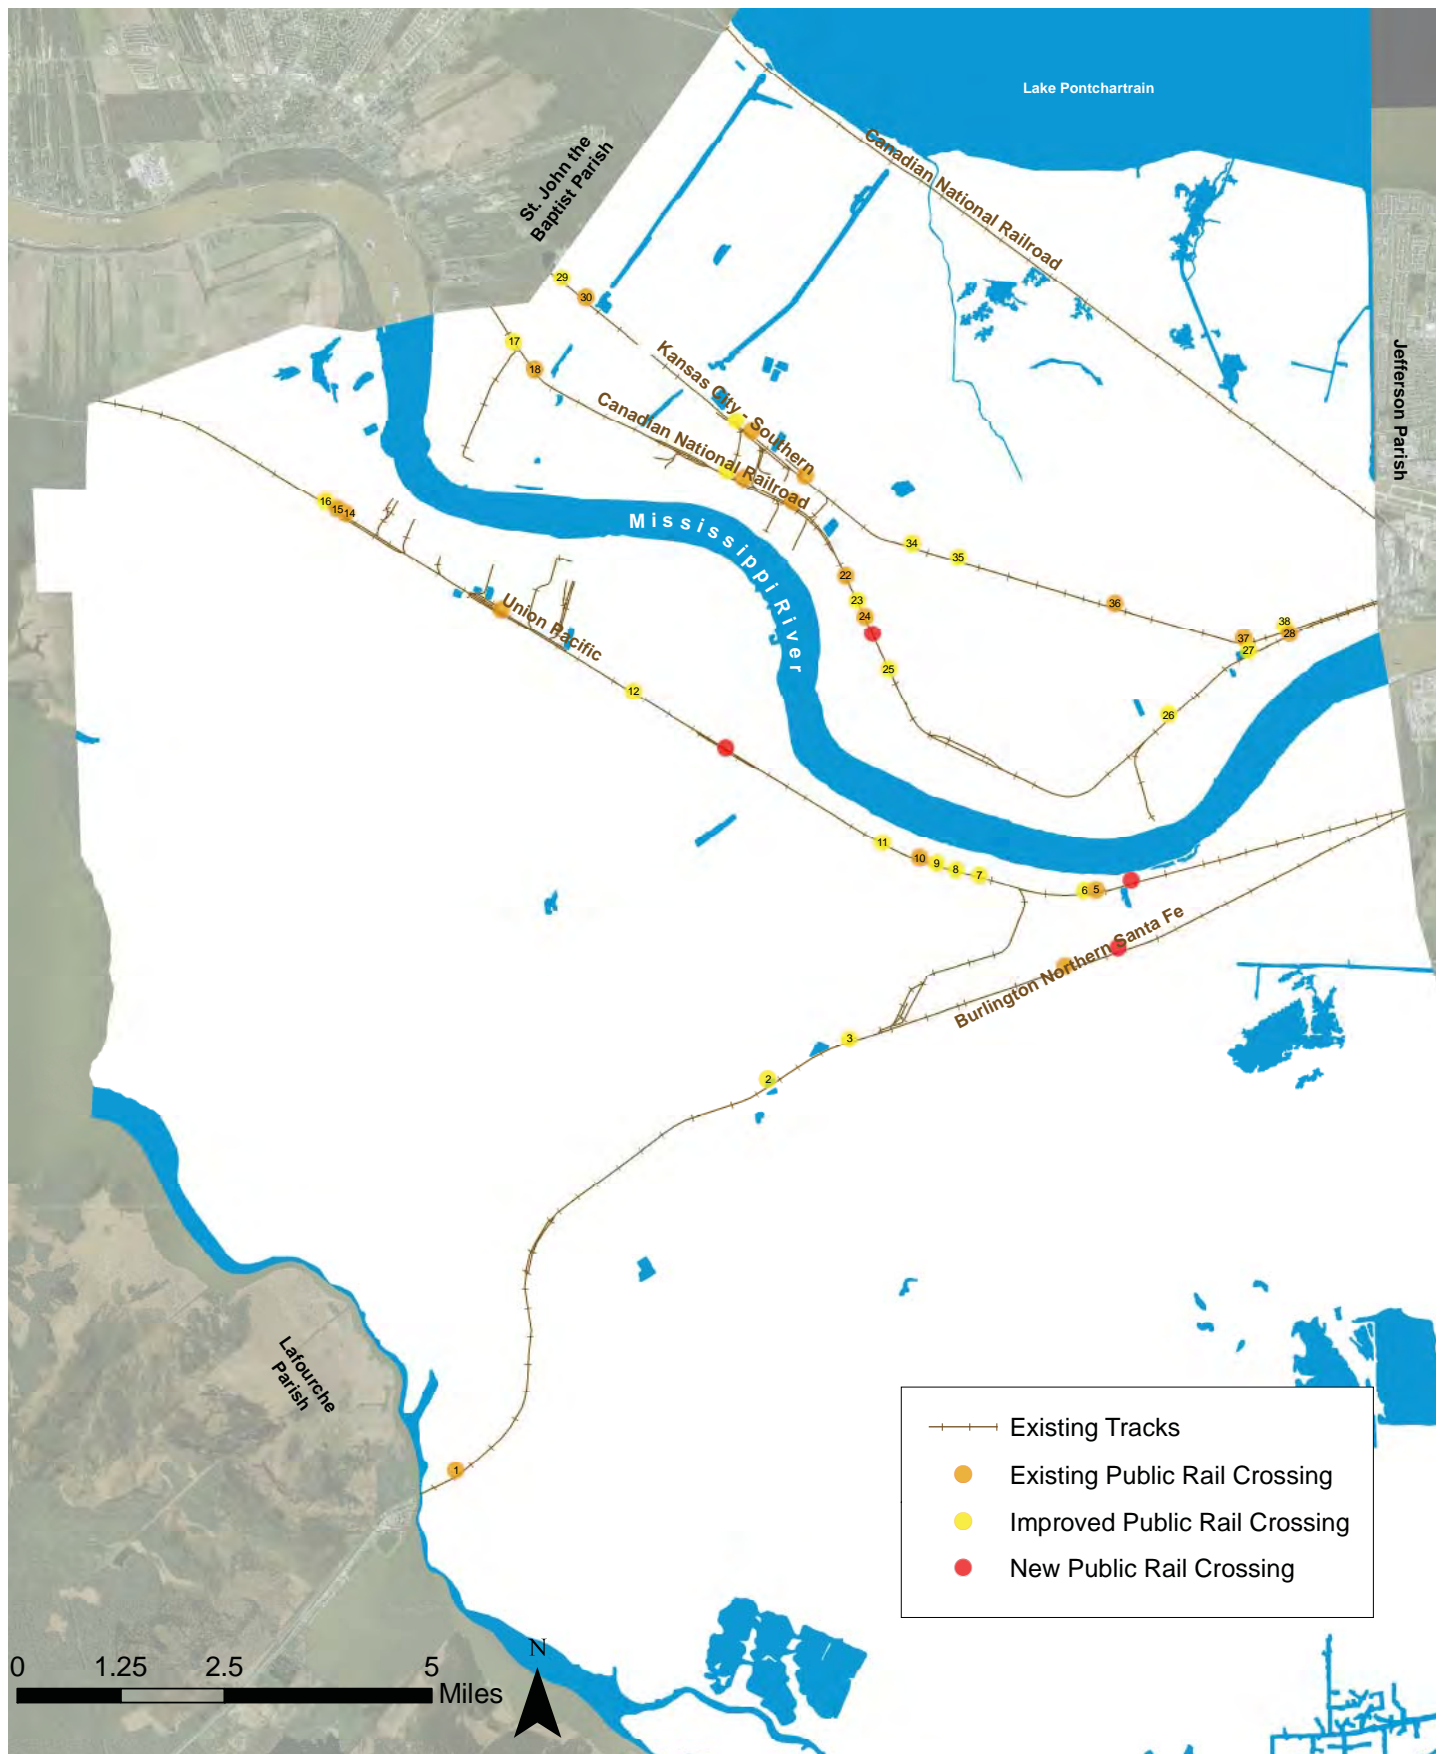 Lake Pontchartrain
Canadian National Railroad
St. John the
Baptist Parish
29
30
17
18
Kansas City - Southern
Canadian National Railroad
Jefferson Parish
16
15
14
Mississippi River
34
35
22
23
24
25
36
37
38
28
27
26
Union Pacific
12
11
10
9
8
7
6
5
Burlington Northern Santa Fe
3
2
1
Lafourche
Parish
Existing Tracks
Existing Public Rail Crossing
Improved Public Rail Crossing
New Public Rail Crossing
N
0 1.25 2.5 5
Miles